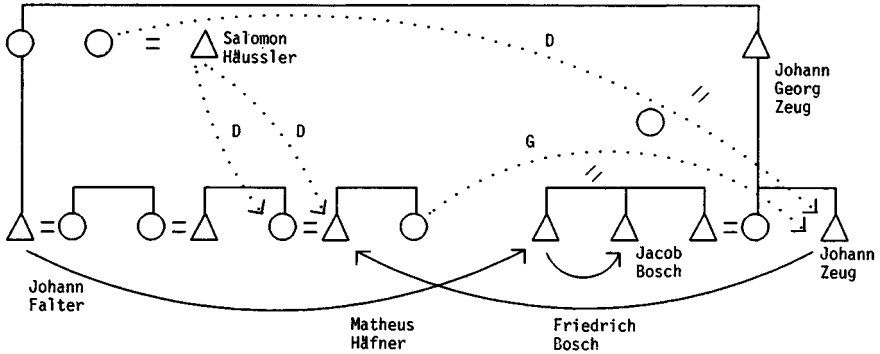 Salomon
Häussler
D
Johann
Georg
Zeug
D
D
G
Jacob
Bosch
Johann
Zeug
Johann
Falter
Matheus
Häfner
Friedrich
Bosch